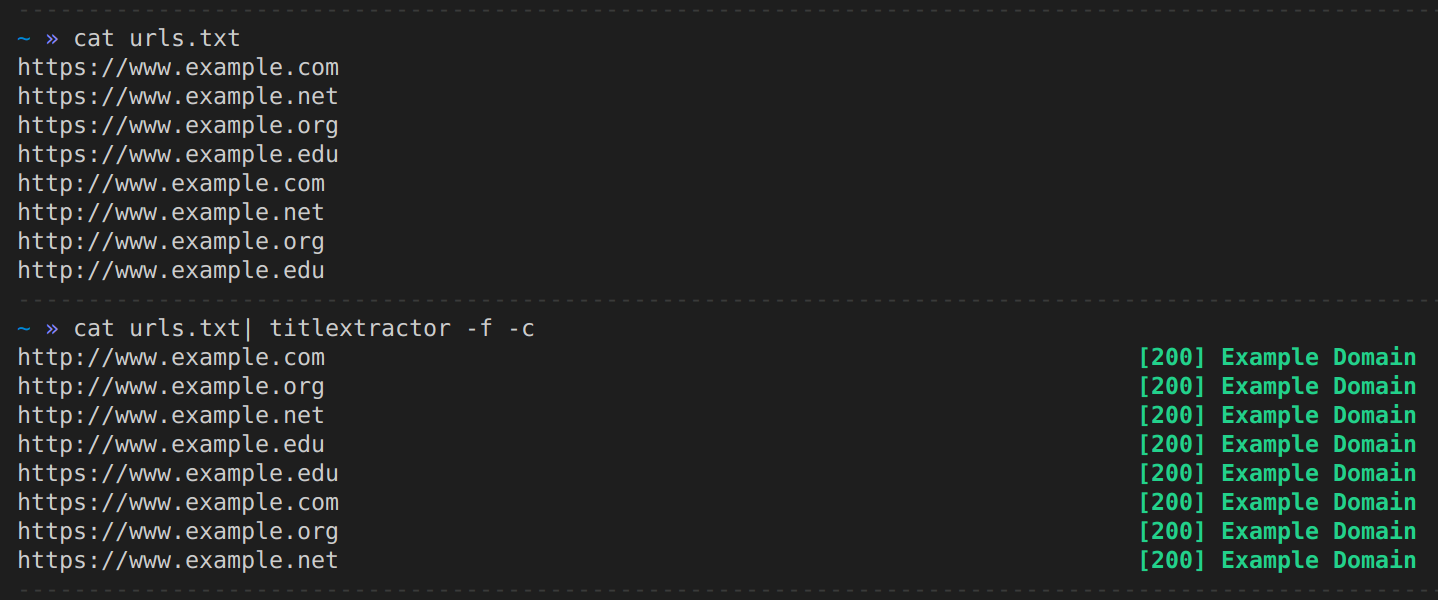 ~ » cat urls.txt
https://www.example.com
https://www.example.net
https://www.example.org
https://www.example.edu
http://www.example.com
http://www.example.net
http://www.example.org
http://www.example.edu
~ » cat urls.txt| titlextractor -f -c
http://www.example.com [200] Example Domain
http://www.example.org [200] Example Domain
http://www.example.net [200] Example Domain
http://www.example.edu [200] Example Domain
https://www.example.edu [200] Example Domain
https://www.example.com [200] Example Domain
https://www.example.org [200] Example Domain
https://www.example.net [200] Example Domain